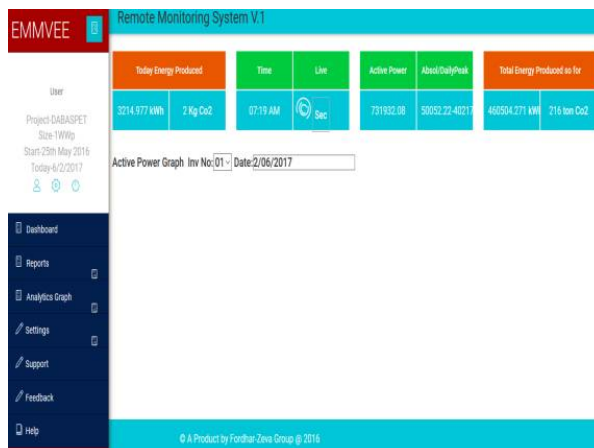 EMMVEE
Remote Monitoring System V.1
User
Project-DABASPET
Size-1WWp
Start-25th May 2016
Today-6/2/2017
Today Energy Produced
3214.977 kWh 2 Kg Co2
Time Live
07:19 AM Sec
Active Power Absol/DailyPeak
731932.08 50052.22-40217
Total Energy Produced so for
460504.271 kWl 216 ton Co2
Active Power Graph Inv No: 01 Date: 2/06/2017
Dashboard
Reports
Analytics Graph
Settings
Support
Feedback
Help
© A Product by Fordhar-Zeva Group @ 2016